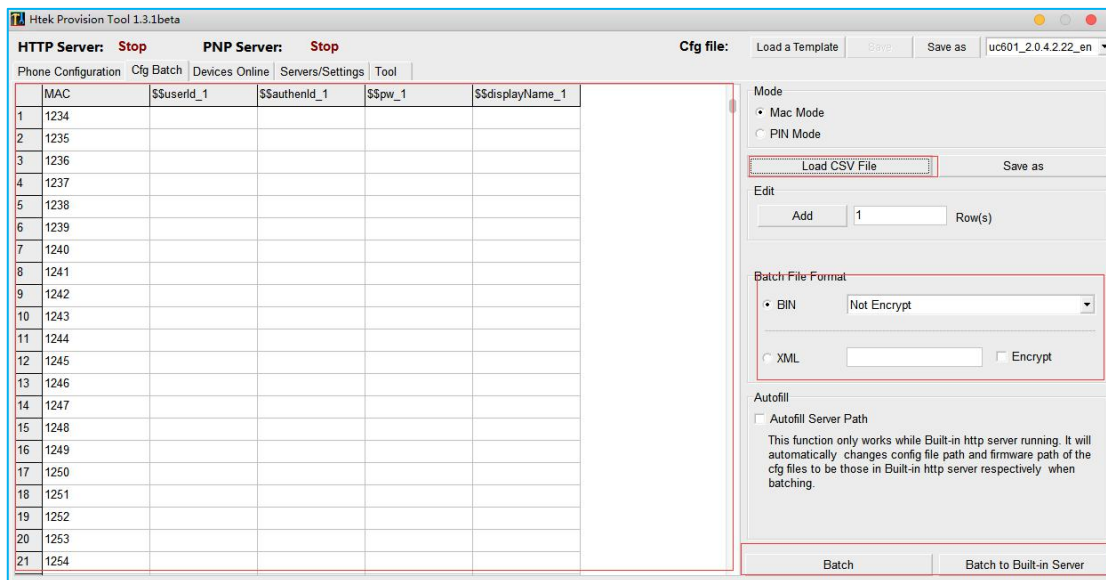 Htek Provision Tool 1.3.1beta
HTTP Server: Stop PNP Server: Stop Cfg file: Load a Template Save Save as uc601_2.0.4.2.22_en
Phone Configuration Cfg Batch Devices Online Servers/Settings Tool
MAC $$userId_1 $$authenId_1 $$pw_1 $$displayName_1
1 1234
2 1235
3 1236
4 1237
5 1238
6 1239
7 1240
8 1241
9 1242
10 1243
11 1244
12 1245
13 1246
14 1247
15 1248
16 1249
17 1250
18 1251
19 1252
20 1253
21 1254
Mode
Mac Mode
PIN Mode
Load CSV File Save as
Edit
Add 1 Row(s)
Batch File Format
BIN Not Encrypt
XML Encrypt
Autofill
Autofill Server Path
This function only works while Built-in http server running. It will
automatically changes config file path and firmware path of the
cfg files to be those in Built-in http server respectively when
batching.
Batch Batch to Built-in Server